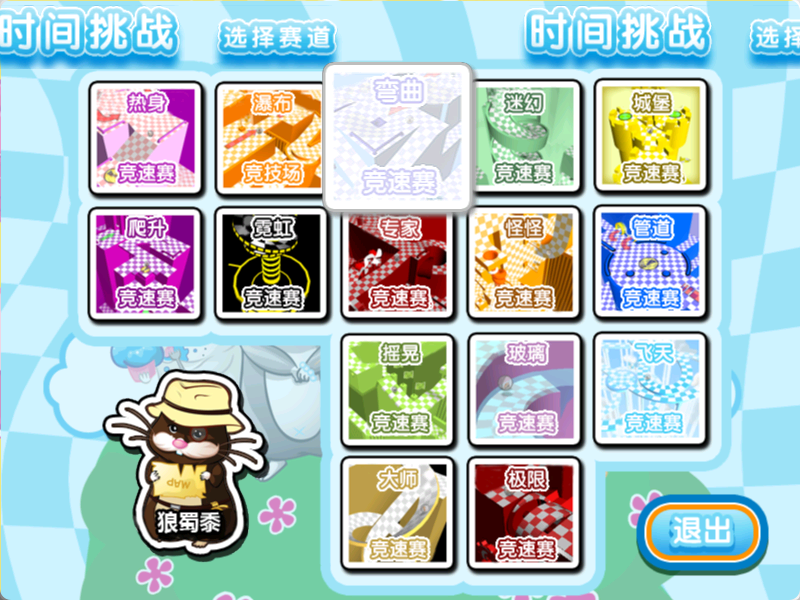 时间挑战
选择赛道
时间挑战
选择
热身
竞速赛
瀑布
竞技场
弯曲
竞速赛
迷幻
竞速赛
城堡
竞速赛
爬升
竞速赛
霓虹
竞速赛
专家
竞速赛
怪怪
竞速赛
管道
竞速赛
摇晃
竞速赛
玻璃
竞速赛
飞天
竞速赛
MAP
狼蜀黍
大师
竞速赛
极限
竞速赛
退出